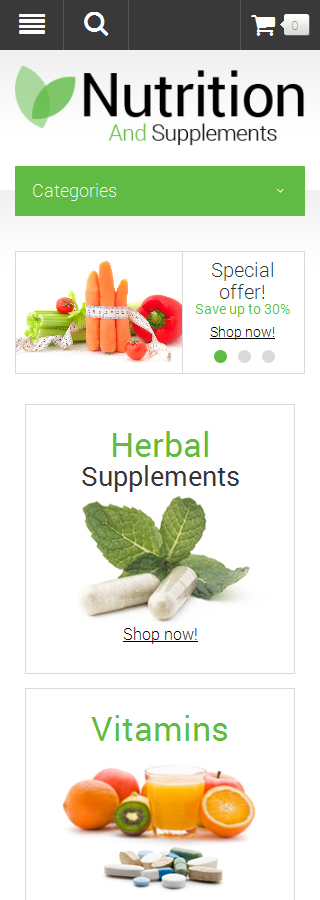 0
Nutrition
And Supplements
Categories
Special
offer!
Save up to 30%
Shop now!
Herbal
Supplements
Shop now!
Vitamins